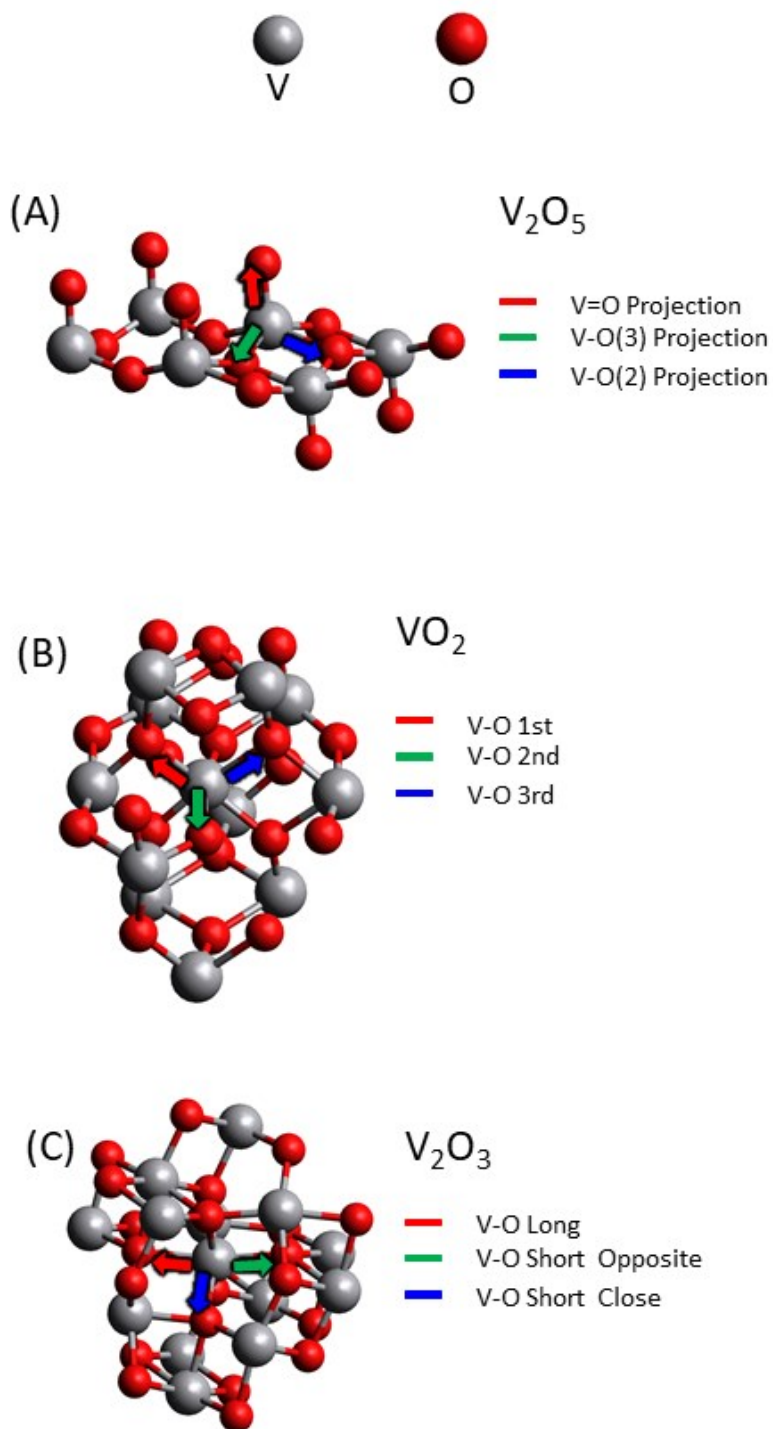 V O
(A) V₂O₅
V=O Projection
V-O(3) Projection
V-O(2) Projection
(B) VO₂
V-O 1st
V-O 2nd
V-O 3rd
(C) V₂O₃
V-O Long
V-O Short Opposite
V-O Short Close